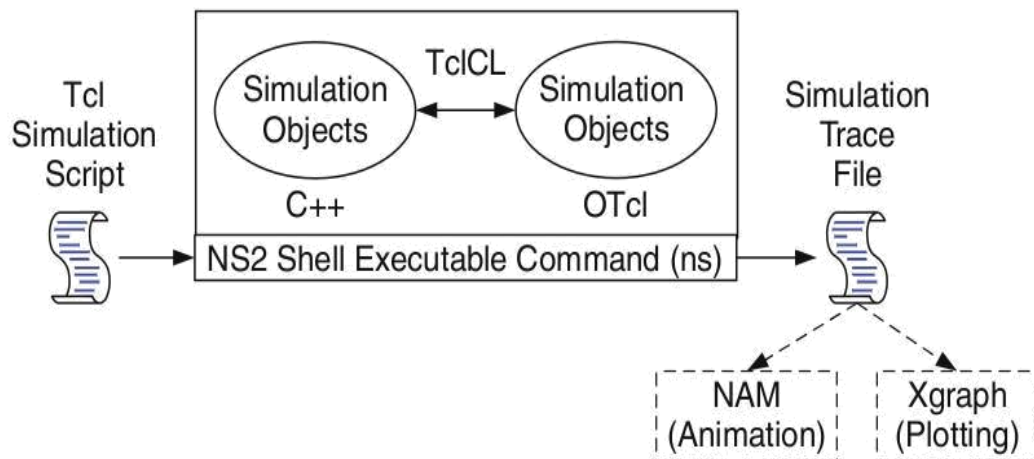 Tcl
Simulation
Script
TclCL
Simulation
Objects
Simulation
Objects
C++
OTcl
NS2 Shell Executable Command (ns)
Simulation
Trace
File
NAM
(Animation)
Xgraph
(Plotting)